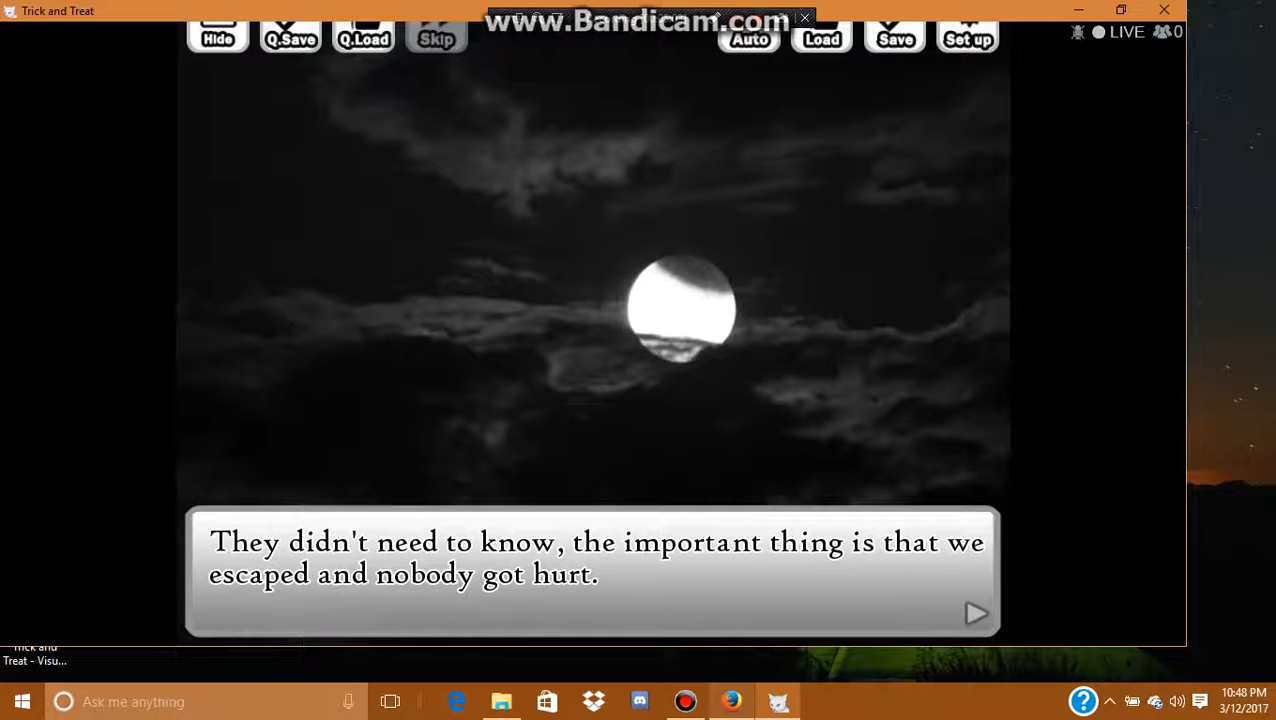 Trick and Treat
www.Bandicam.com
LIVE 0
Hide Q.Save Q.Load Skip Auto Load Save Set up
They didn't need to know, the important thing is that we
escaped and nobody got hurt.
Trick and
Treat - Visu...
Ask me anything
10:48 PM
3/12/2017